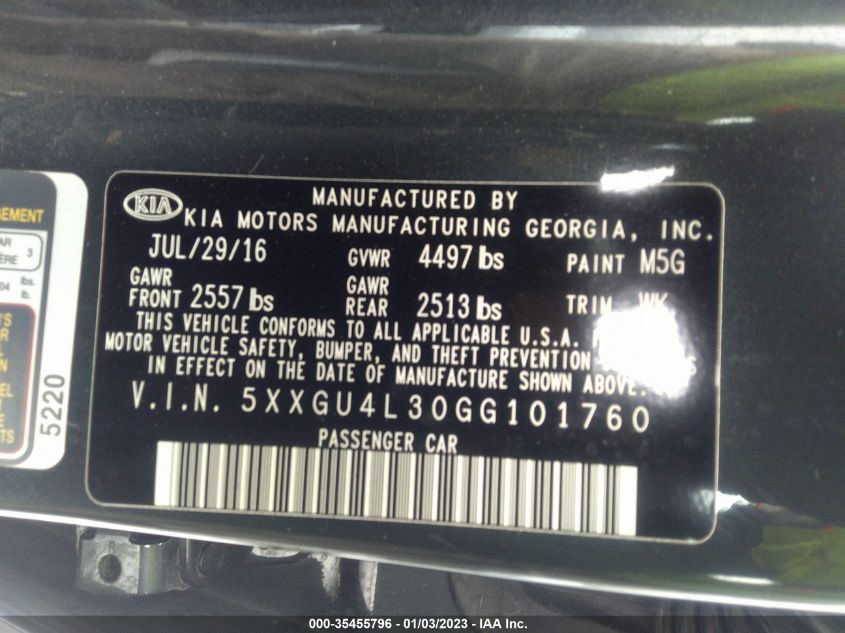 KIA
MANUFACTURED BY
KIA MOTORS MANUFACTURING GEORGIA, INC.
JUL/29/16 GVWR 4497 lbs PAINT M5G
GAWR FRONT 2557 lbs GAWR REAR 2513 lbs TRIM WK
THIS VEHICLE CONFORMS TO ALL APPLICABLE U.S.A.
MOTOR VEHICLE SAFETY, BUMPER, AND THEFT PREVENTION
IN EFFECT ON THE DATE OF MANUFACTURE SHOWN ABOVE.
V.I.N. 5XXGU4L30GG101760
PASSENGER CAR
5220
000-35455796 - 01/03/2023 - IAA Inc.